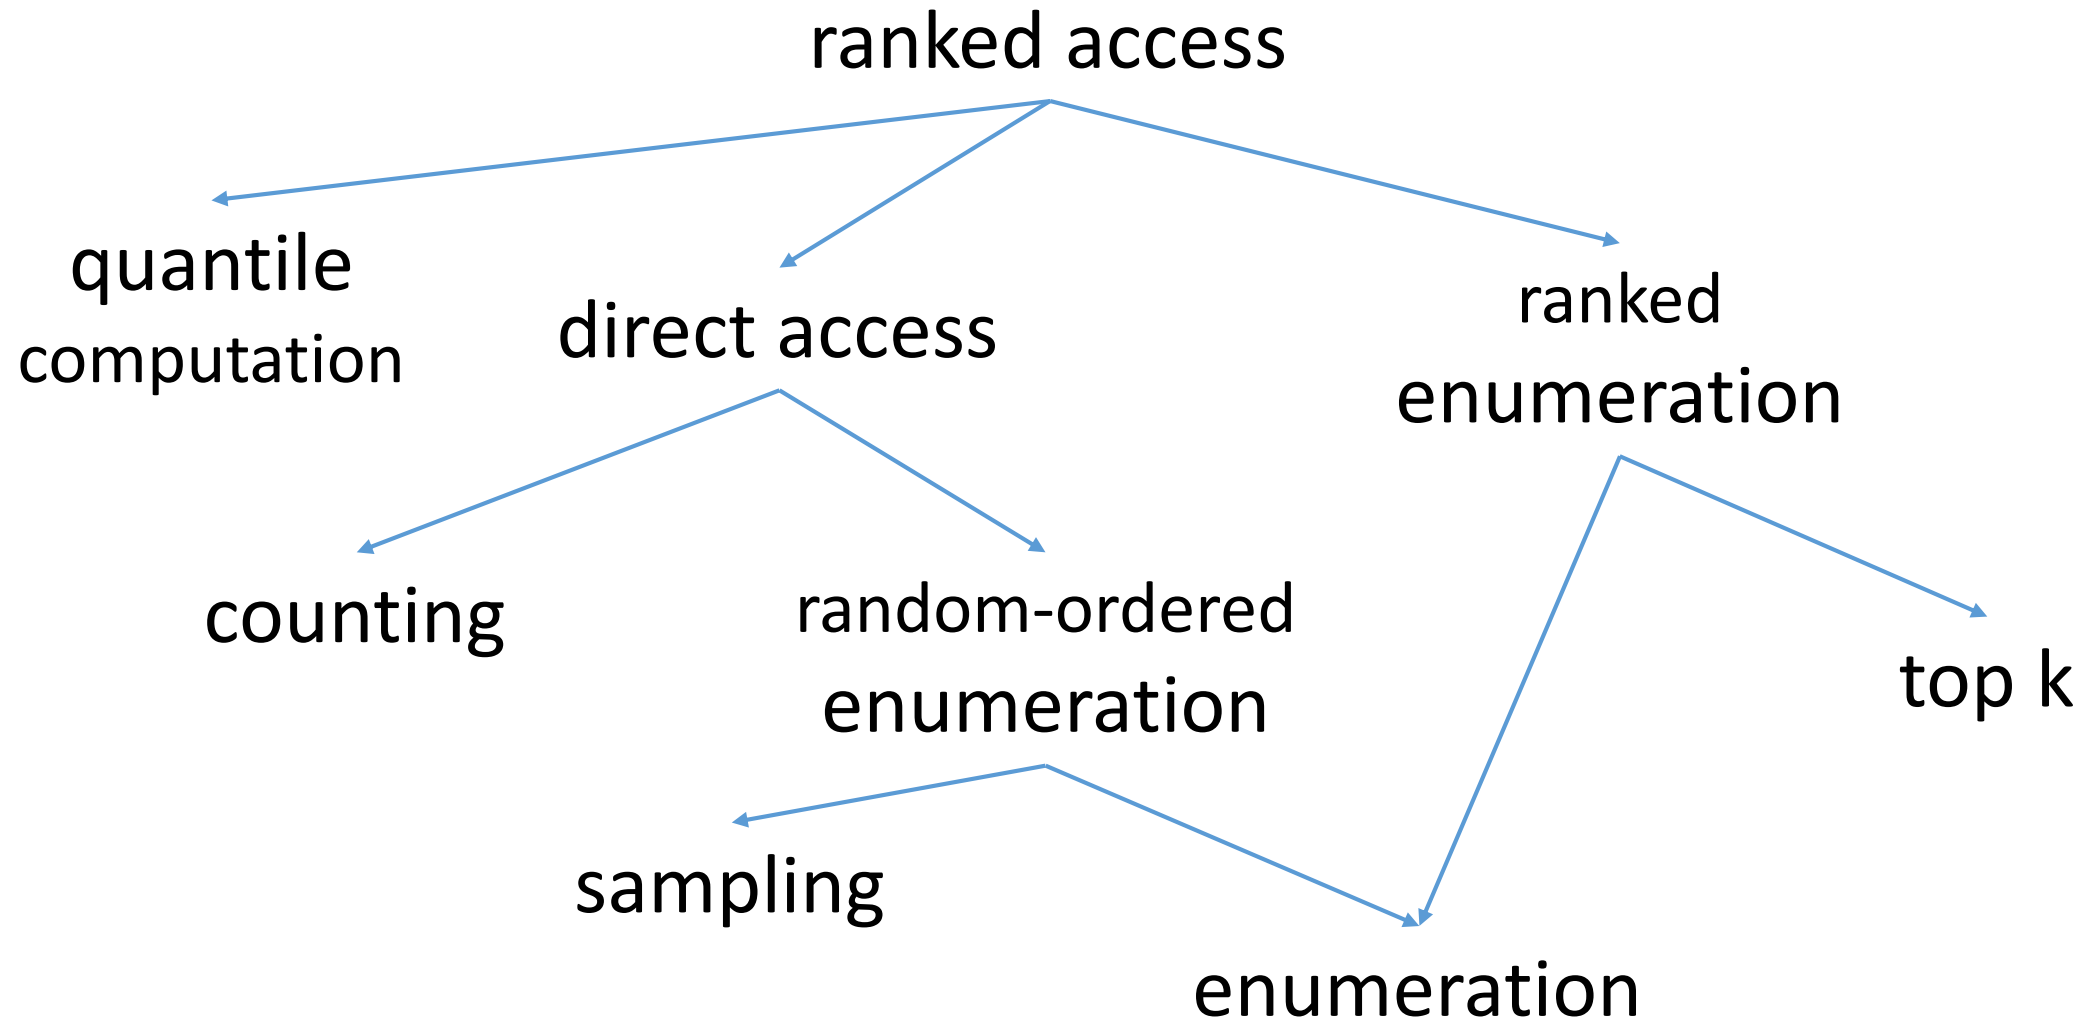 ranked access
quantile
computation
direct access
ranked
enumeration
counting
random-ordered
enumeration
top k
sampling
enumeration